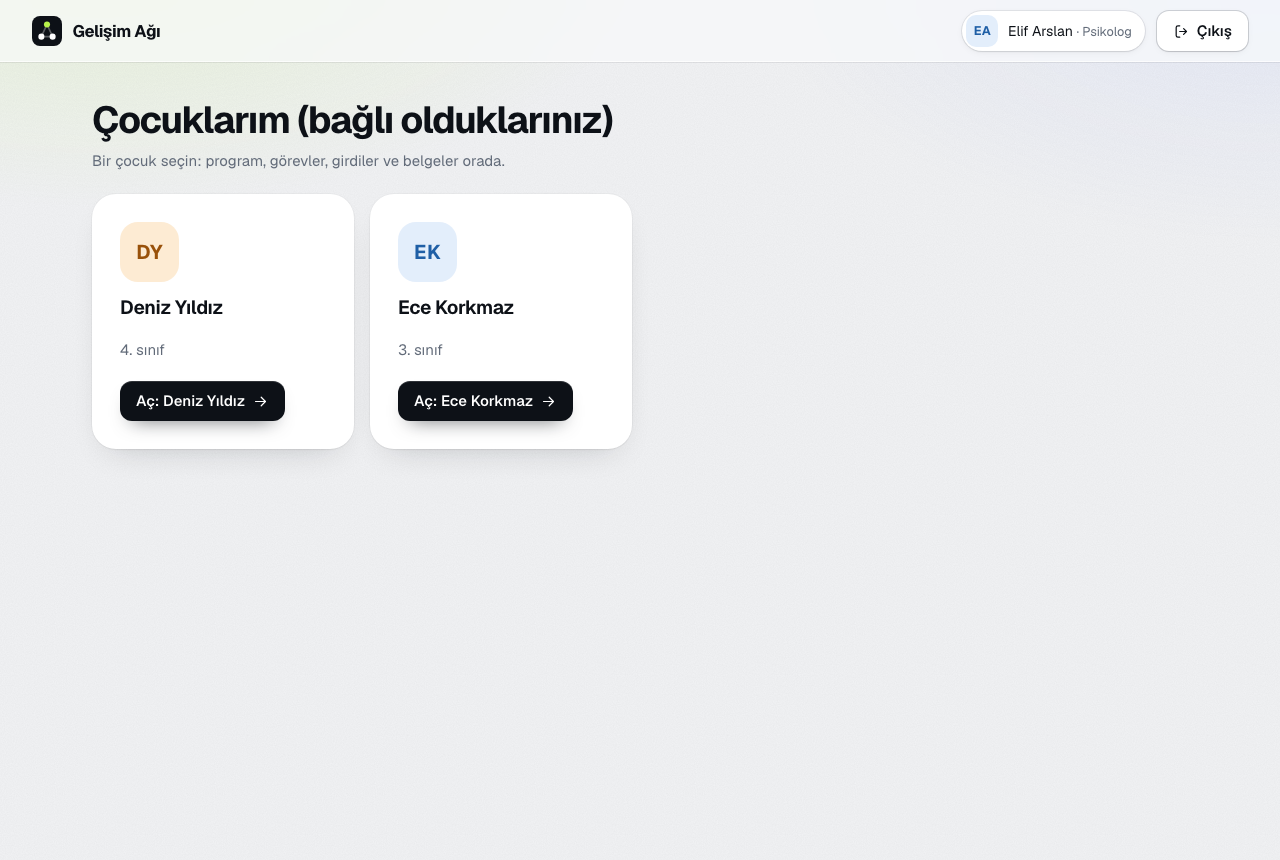 Gelişim Ağı
EA Elif Arslan · Psikolog
Çıkış
Çocuklarım (bağlı olduklarınız)
Bir çocuk seçin: program, görevler, girdiler ve belgeler orada.
DY
Deniz Yıldız
4. sınıf
Aç: Deniz Yıldız →
EK
Ece Korkmaz
3. sınıf
Aç: Ece Korkmaz →